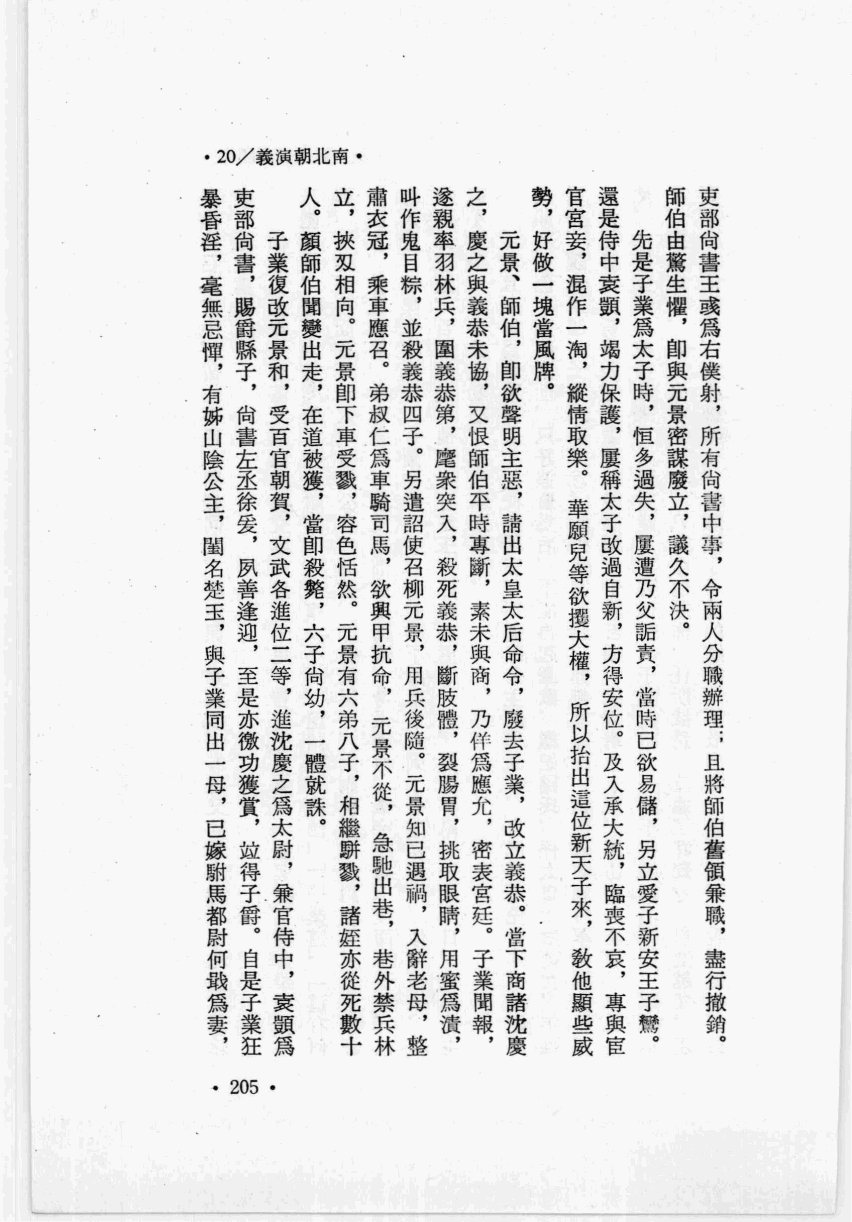 •20/義演朝北南•
吏部尙書王彧爲右僕射，所有尙書中事，令兩人分職辦理；且將師伯舊領兼職，盡行撤銷。
師伯由驚生懼，卽與元景密謀廢立，議久不決。
先是子業爲太子時，恒多過失，屢遭乃父詬責，當時已欲易儲，另立愛子新安王子鸞。
還是侍中袁顗，竭力保護，屢稱太子改過自新，方得安位。及入承大統，臨喪不哀，專與宦
官宮妾，混作一淘，縱情取樂。華願兒等欲攬大權，所以抬出這位新天子來，敎他顯些威
勢，好做一塊當風牌。
元景、師伯，卽欲聲明主惡，請出太皇太后命令，廢去子業，改立義恭。當下商諸沈慶
之，慶之與義恭未協，又恨師伯平時專斷，素未與商，乃佯爲應允，密表宮廷。子業聞報，
遂親率羽林兵，圍義恭第，麾衆突入，殺死義恭，斷肢體，裂腸胃，挑取眼睛，用蜜爲漬，
叫作鬼目粽，並殺義恭四子。另遣詔使召柳元景，用兵後隨。元景知已遇禍，入辭老母，整
肅衣冠，乘車應召。弟叔仁爲車騎司馬，欲興甲抗命，元景不從，急馳出巷，巷外禁兵林
立，挾刄相向。元景卽下車受戮，容色恬然。元景有六弟八子，相繼駢戮，諸姪亦從死數十
人。顏師伯聞變出走，在道被獲，當卽殺斃，六子尙幼，一體就誅。
子業復改元景和，受百官朝賀，文武各進位二等，進沈慶之爲太尉，兼官侍中，袁顗爲
吏部尙書，賜爵縣子，尙書左丞徐爰，夙善逢迎，至是亦徼功獲賞，竝得子爵。自是子業狂
暴昏淫，毫無忌憚，有姊山陰公主，閨名楚玉，與子業同出一母，已嫁駙馬都尉何戢爲妻，
•205•